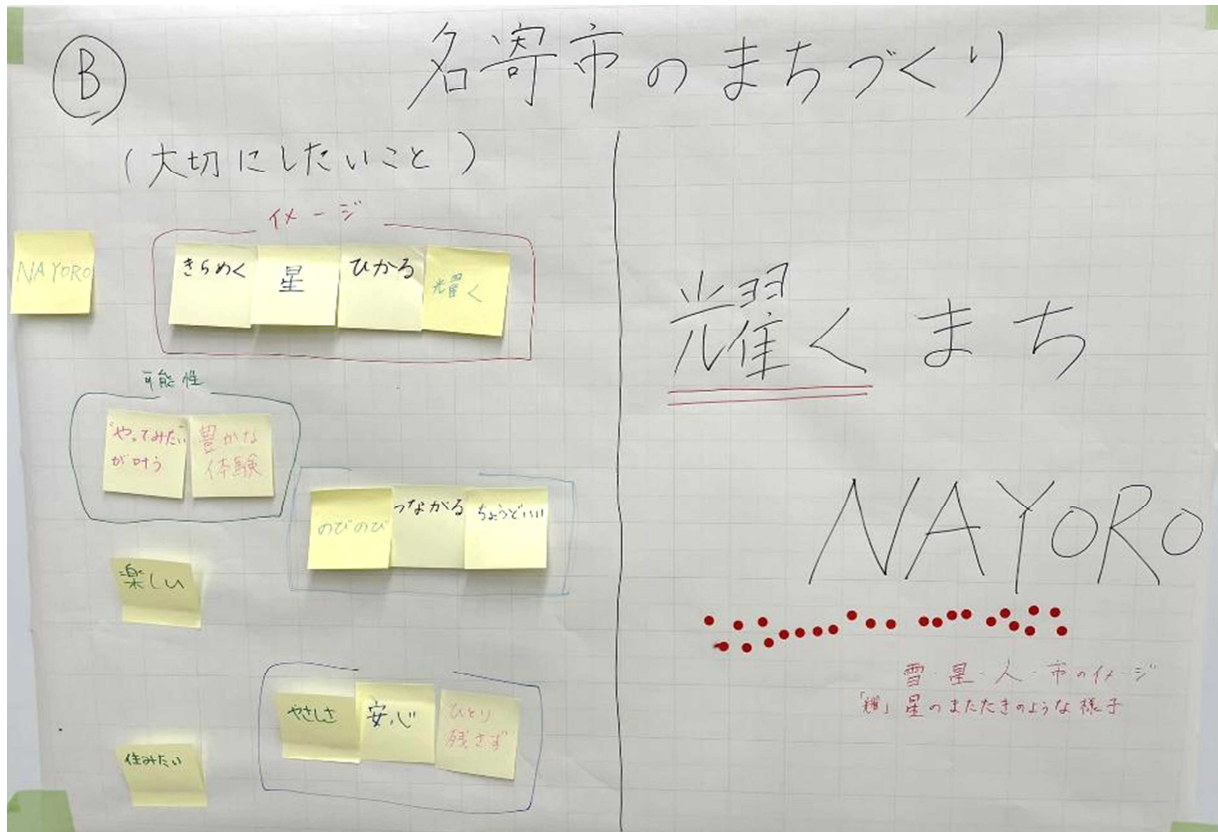 B
名寄市のまちづくり
(大切にしたいこと)
イメージ
NAYORO
きらめく
星
ひかる
耀く
可能性
"やってみたい"
が叶う
豊かな
体験
のびのび
つながる
ちょうどいい
楽しい
やさしさ
安心
ひとり
残さず
住みたい
耀くまち
NAYORO
雪・星・人・市のイメージ
「耀」星のまたたきのような様子